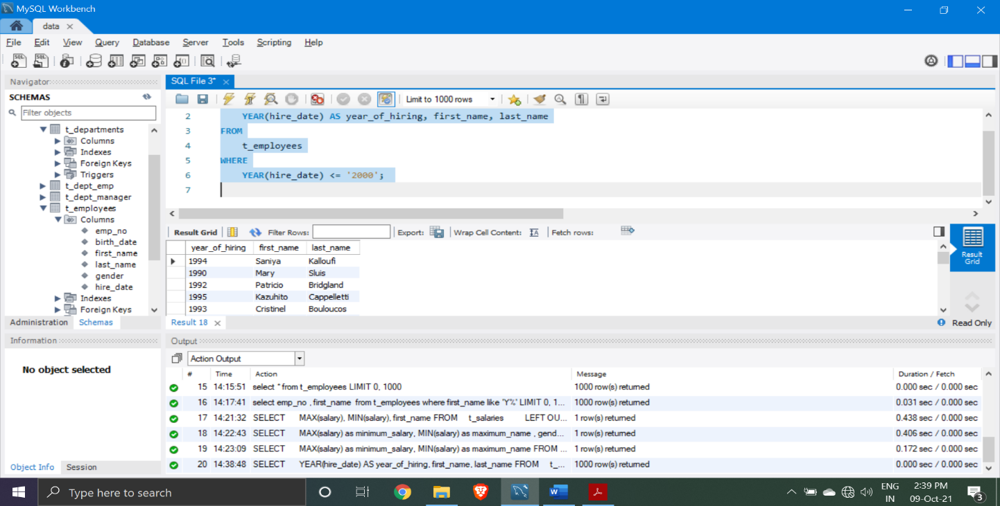 MySQL Workbench
data
File Edit View Query Database Server Tools Scripting Help
Navigator
SCHEMAS
Filter objects
t_departments
Columns
Indexes
Foreign Keys
Triggers
t_dept_emp
t_dept_manager
t_employees
Columns
emp_no
birth_date
first_name
last_name
gender
hire_date
Indexes
Foreign Keys
Administration Schemas
Information
No object selected
Object Info Session
SQL File 3*
Limit to 1000 rows
2 YEAR(hire_date) AS year_of_hiring, first_name, last_name
3 FROM
4 t_employees
5 WHERE
6 YEAR(hire_date) <= '2000';
7
Result Grid Filter Rows: Export: Wrap Cell Content: Fetch rows:
year_of_hiring first_name last_name
1994 Saniya Kalloufi
1990 Mary Sluis
1992 Patricio Bridgland
1995 Kazuhito Cappelletti
1993 Cristinel Bouloucos
Result Grid
Result 18
Read Only
Output
Action Output
# Time Action Message Duration / Fetch
15 14:15:51 select * from t_employees LIMIT 0, 1000 1000 row(s) returned 0.000 sec / 0.000 sec
16 14:17:41 select emp_no , first_name from t_employees where first_name like 'Y%' LIMIT 0, 1... 1000 row(s) returned 0.031 sec / 0.000 sec
17 14:21:32 SELECT MAX(salary), MIN(salary), first_name FROM t_salaries LEFT OU... 1 row(s) returned 0.438 sec / 0.000 sec
18 14:22:43 SELECT MAX(salary) as minimum_salary, MIN(salary) as maximum_name , gend... 1 row(s) returned 0.406 sec / 0.000 sec
19 14:23:09 SELECT MAX(salary) as minimum_salary, MIN(salary) as maximum_name FROM ... 1 row(s) returned 0.172 sec / 0.000 sec
20 14:38:48 SELECT YEAR(hire_date) AS year_of_hiring, first_name, last_name FROM t_... 1000 row(s) returned 0.000 sec / 0.000 sec
Type here to search
ENG
IN
2:39 PM
09-Oct-21
3